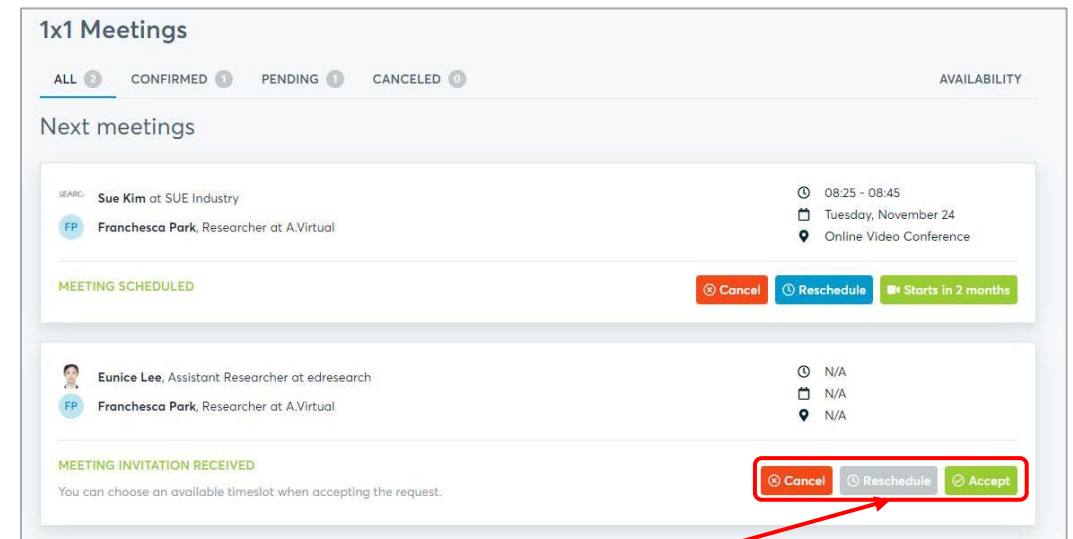 1x1 Meetings
ALL 2 CONFIRMED 1 PENDING 1 CANCELED 0 AVAILABILITY
Next meetings
Sue Kim at SUE Industry
Franchesca Park, Researcher at A.Virtual
FP
08:25 - 08:45
Tuesday, November 24
Online Video Conference
MEETING SCHEDULED
Cancel Reschedule Starts in 2 months
Eunice Lee, Assistant Researcher at edresearch
FP Franchesca Park, Researcher at A.Virtual
N/A
N/A
N/A
MEETING INVITATION RECEIVED
You can choose an available timeslot when accepting the request.
Cancel Reschedule Accept